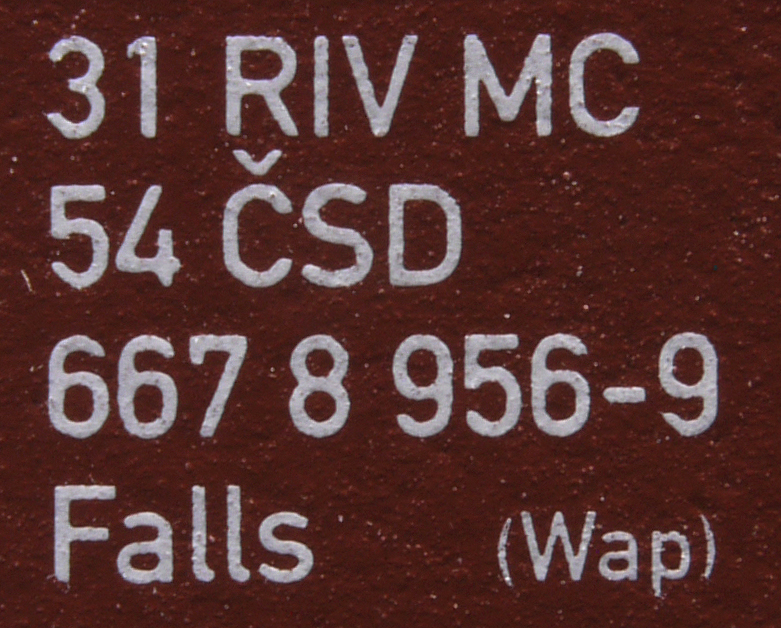 31 RIV MC
54 ČSD
667 8 956-9
Falls (Wap)